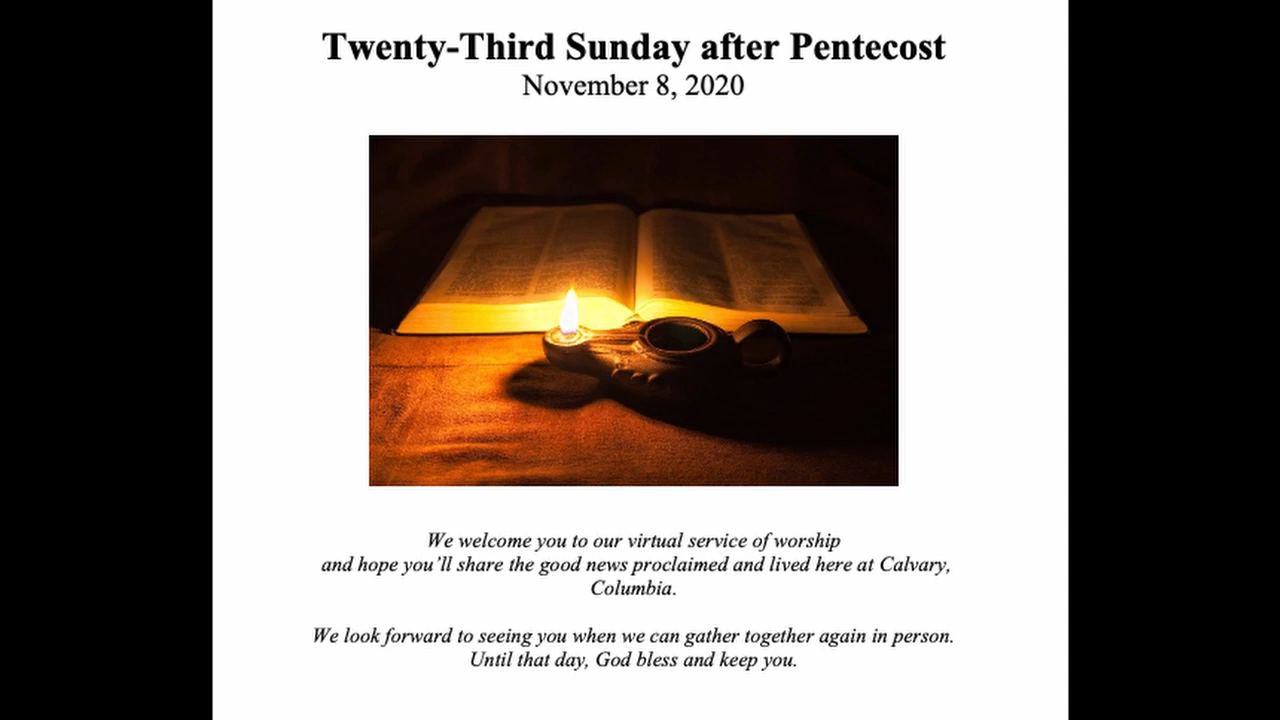 Twenty-Third Sunday after Pentecost
November 8, 2020
We welcome you to our virtual service of worship
and hope you’ll share the good news proclaimed and lived here at Calvary,
Columbia.
We look forward to seeing you when we can gather together again in person.
Until that day, God bless and keep you.